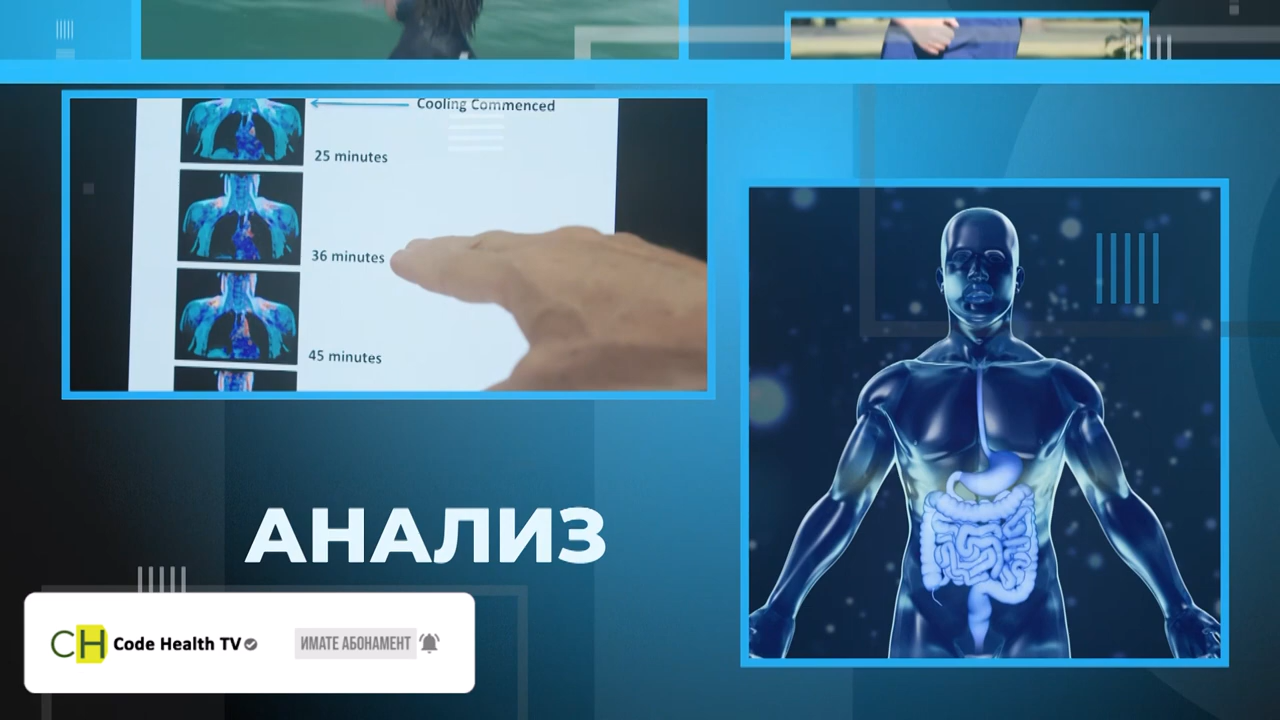 Cooling Commenced
25 minutes
36 minutes
45 minutes
АНАЛИЗ
CH Code Health TV
ИМАТЕ АБОНАМЕНТ